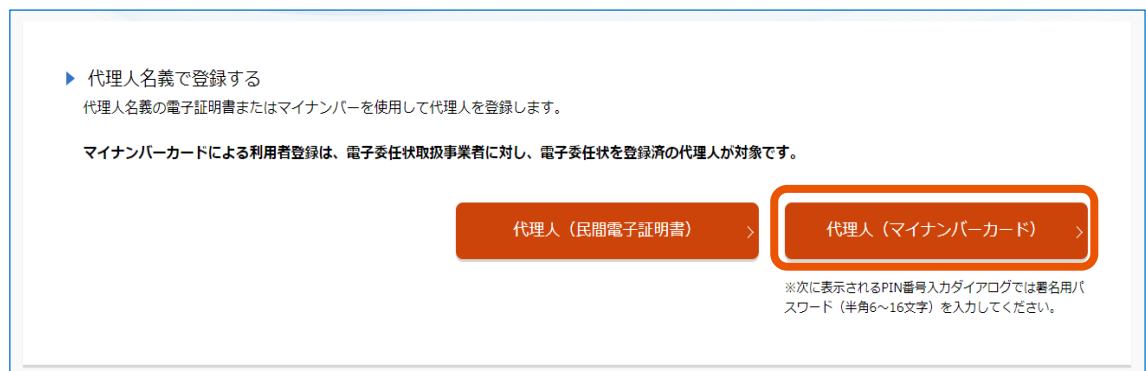 代理人名義で登録する
代理人名義の電子証明書またはマイナンバーを使用して代理人を登録します。
マイナンバーカードによる利用者登録は、電子委任状取扱事業者に対し、電子委任状を登録済の代理人が対象です。
代理人（民間電子証明書）
代理人（マイナンバーカード）
※次に表示されるPIN番号入力ダイアログでは署名用パ
スワード（半角6～16文字）を入力してください。